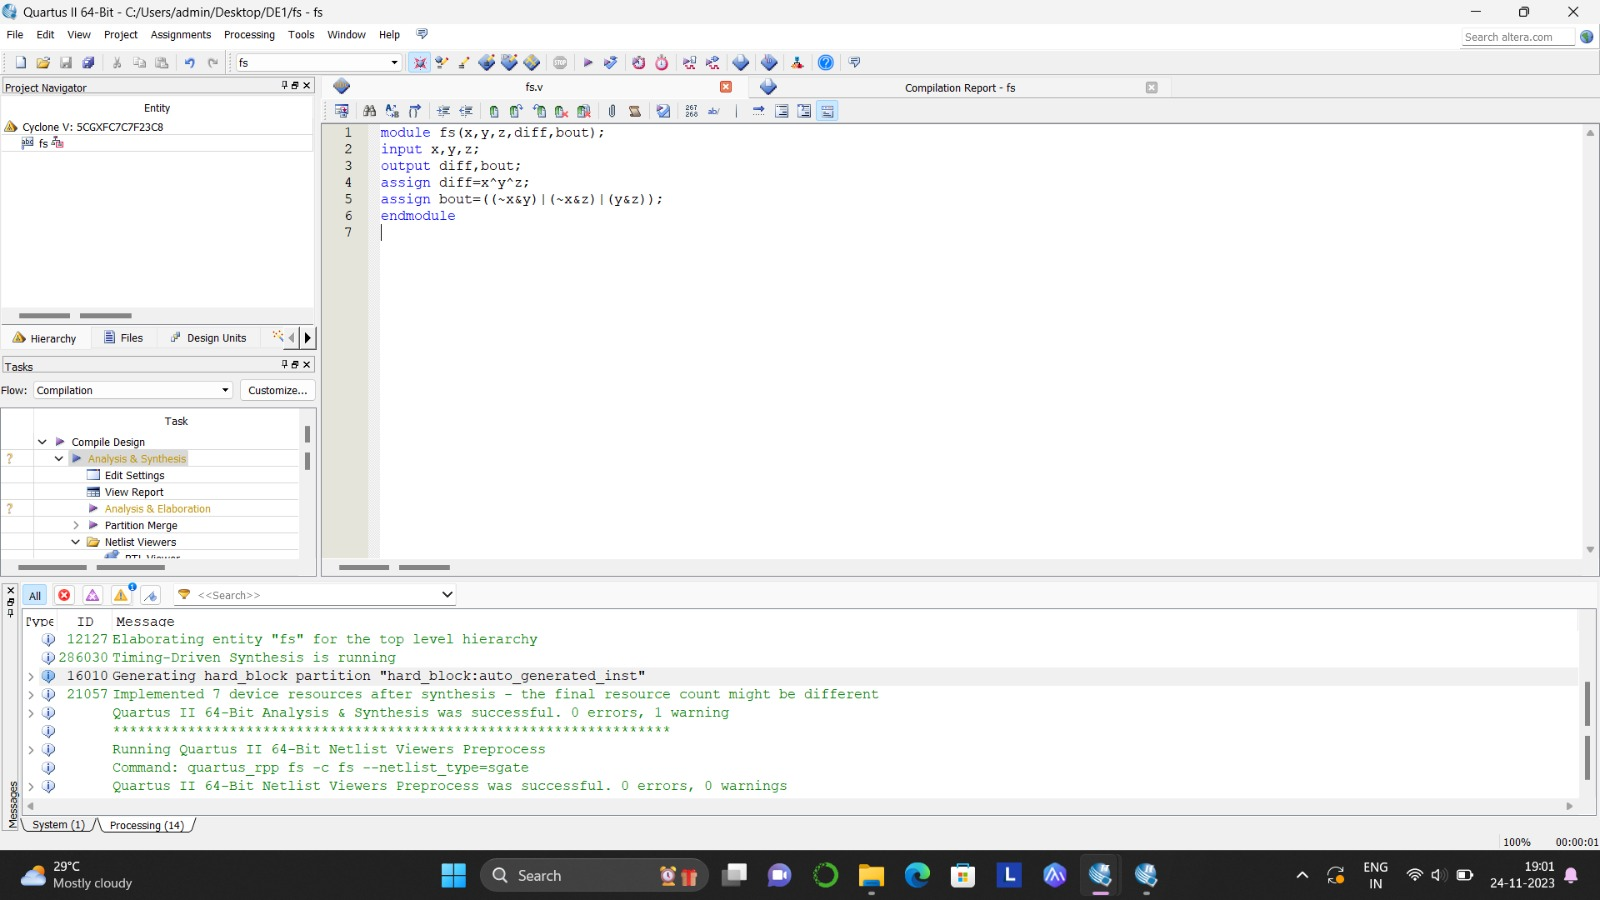 Quartus II 64-Bit - C:/Users/admin/Desktop/DE1/fs - fs
File Edit View Project Assignments Processing Tools Window Help
Search altera.com
fs
Project Navigator
Entity
Cyclone V: 5CGXFC7C7F23C8
fs
Hierarchy Files Design Units
Tasks
Flow: Compilation Customize...
Task
Compile Design
? Analysis & Synthesis
Edit Settings
View Report
? Analysis & Elaboration
Partition Merge
Netlist Viewers
RTL Viewer
fs.v Compilation Report - fs
267
268 ab/
1 module fs(x,y,z,diff,bout);
2 input x,y,z;
3 output diff,bout;
4 assign diff=x^y^z;
5 assign bout=((~x&y)|(~x&z)|(y&z));
6 endmodule
7
All 1 <<Search>>
Type ID Message
12127 Elaborating entity "fs" for the top level hierarchy
286030 Timing-Driven Synthesis is running
16010 Generating hard_block partition "hard_block:auto_generated_inst"
21057 Implemented 7 device resources after synthesis - the final resource count might be different
Quartus II 64-Bit Analysis & Synthesis was successful. 0 errors, 1 warning
*******************************************************************
Running Quartus II 64-Bit Netlist Viewers Preprocess
Command: quartus_rpp fs -c fs --netlist_type=sgate
Quartus II 64-Bit Netlist Viewers Preprocess was successful. 0 errors, 0 warnings
Messages
System (1) Processing (14)
100% 00:00:01
29°C
Mostly cloudy
Search
L
ENG
IN
19:01
24-11-2023